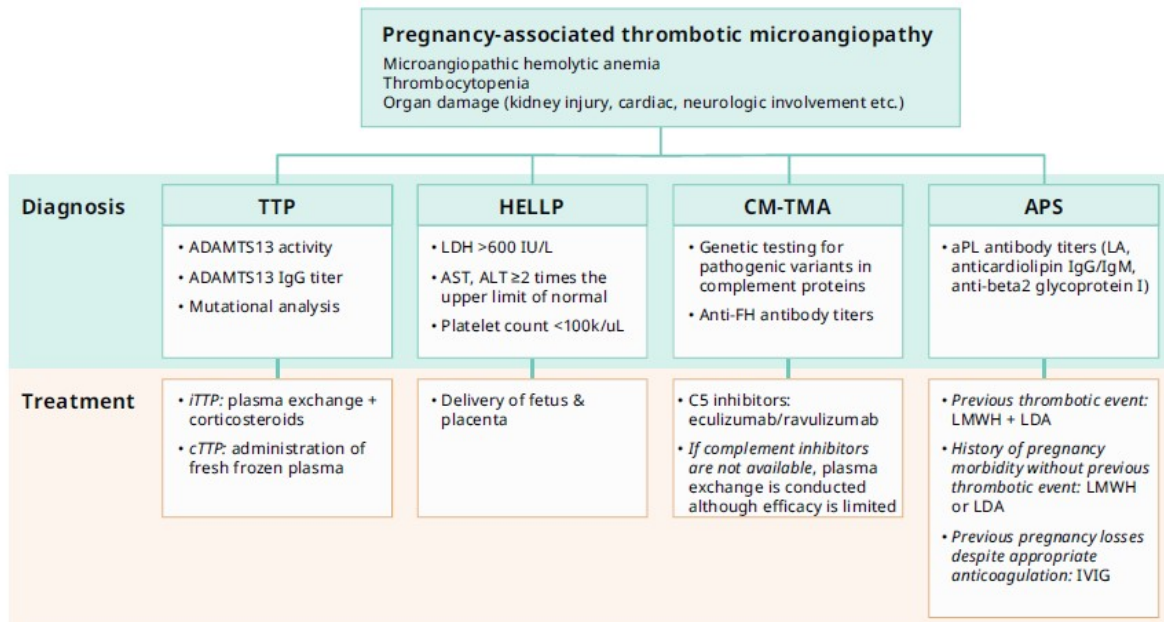 Pregnancy-associated thrombotic microangiopathy
Microangiopathic hemolytic anemia
Thrombocytopenia
Organ damage (kidney injury, cardiac, neurologic involvement etc.)
Diagnosis
TTP
• ADAMTS13 activity
• ADAMTS13 IgG titer
• Mutational analysis
HELLP
• LDH >600 IU/L
• AST, ALT ≥2 times the
upper limit of normal
• Platelet count <100k/uL
CM-TMA
• Genetic testing for
pathogenic variants in
complement proteins
• Anti-FH antibody titers
APS
• aPL antibody titers (LA,
anticardiolipin IgG/IgM,
anti-beta2 glycoprotein I)
Treatment
• iTTP: plasma exchange +
corticosteroids
• cTTP: administration of
fresh frozen plasma
• Delivery of fetus &
placenta
• C5 inhibitors:
eculizumab/ravulizumab
• If complement inhibitors
are not available, plasma
exchange is conducted
although efficacy is limited
• Previous thrombotic event:
LMWH + LDA
• History of pregnancy
morbidity without previous
thrombotic event: LMWH
or LDA
• Previous pregnancy losses
despite appropriate
anticoagulation: IVIG